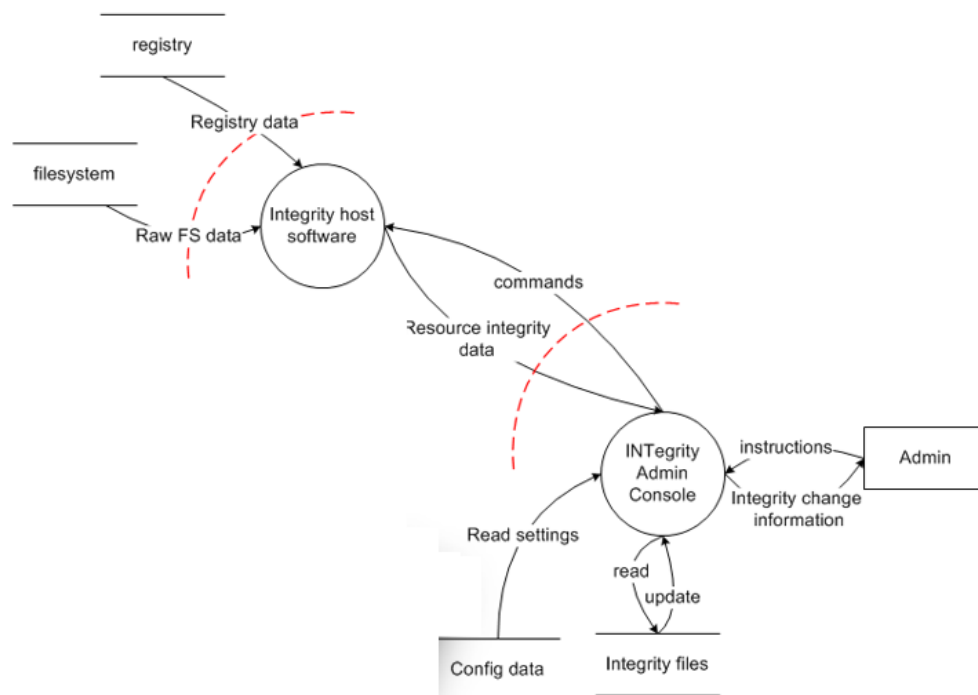 registry
Registry data
filesystem
Raw FS data
Integrity host
software
commands
Resource integrity
data
INTegrity
Admin
Console
instructions
Admin
Integrity change
information
Read settings
read
update
Config data
Integrity files